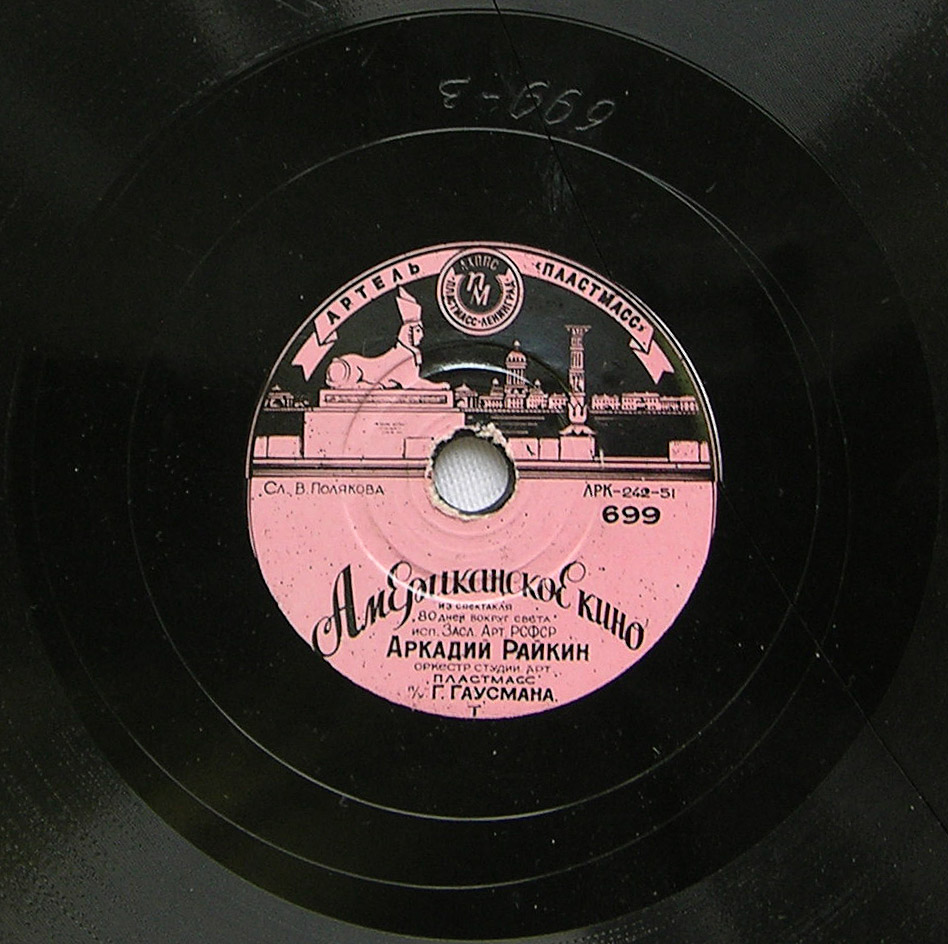 699-3
АРТЕЛЬ „ПЛАСТМАСС“
ЛХППС
ПМ
ПЛАСТМАСС-ЛЕНИНГРАД
Сл. В. Полякова
АРК-242-51
699
Американское кино
из спектакля
„80 дней вокруг света“
исп. Засл. Арт. РСФСР
АРКАДИЙ РАЙКИН
оркестр студии арт.
„ПЛАСТМАСС“
п/у Г. ГАУСМАНА.
Т